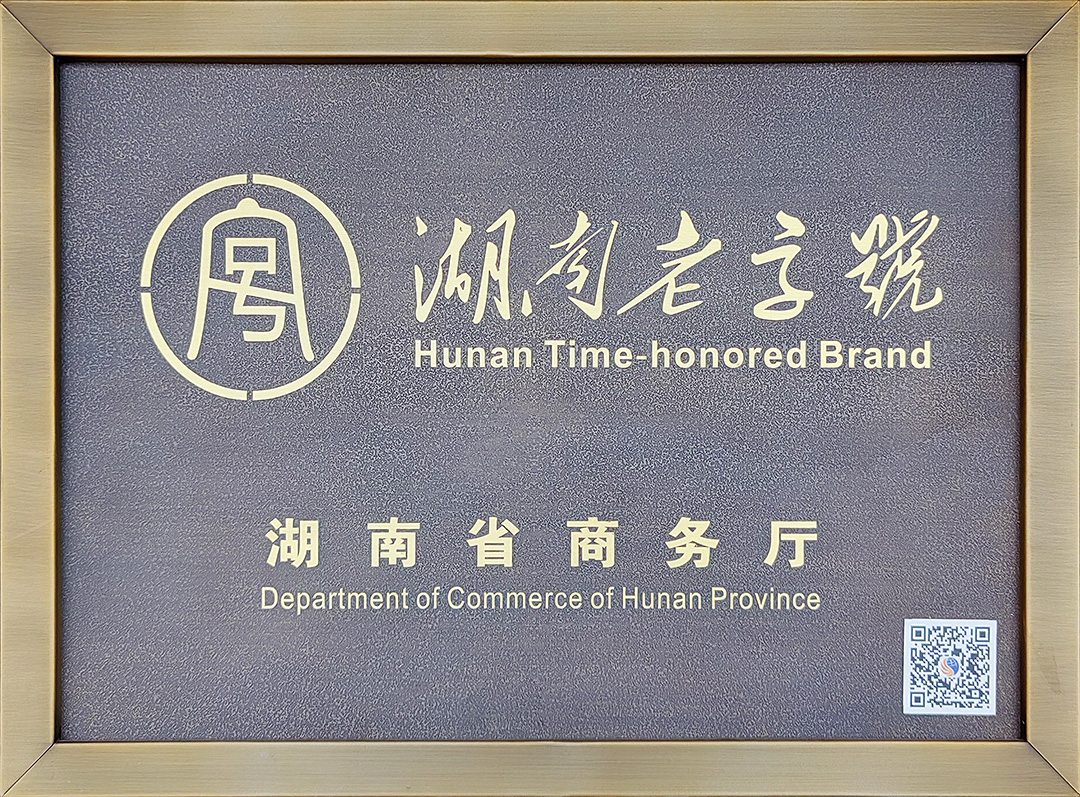 湖南老字號
Hunan Time-honored Brand
湖南省商务厅
Department of Commerce of Hunan Province